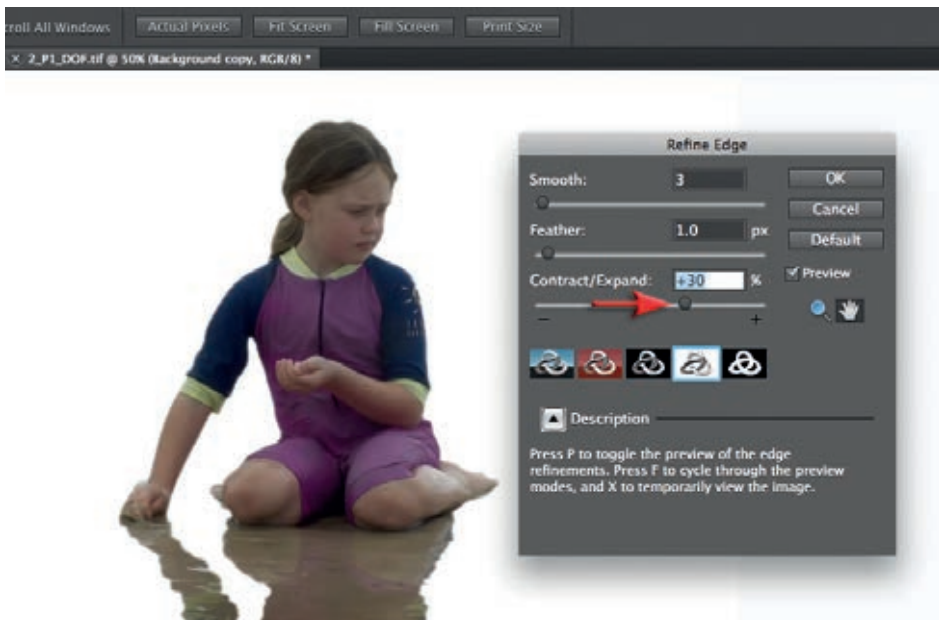 roll All Windows Actual Pixels Fit Screen Fill Screen Print Size
× 2_P1_DOF.tif @ 50% (Background copy, RGB/8) *
Refine Edge
Smooth: 3 OK
Cancel
Feather: 1.0 px Default
Contract/Expand: +30 % Preview
− +
Description
Press P to toggle the preview of the edge
refinements. Press F to cycle through the preview
modes, and X to temporarily view the image.